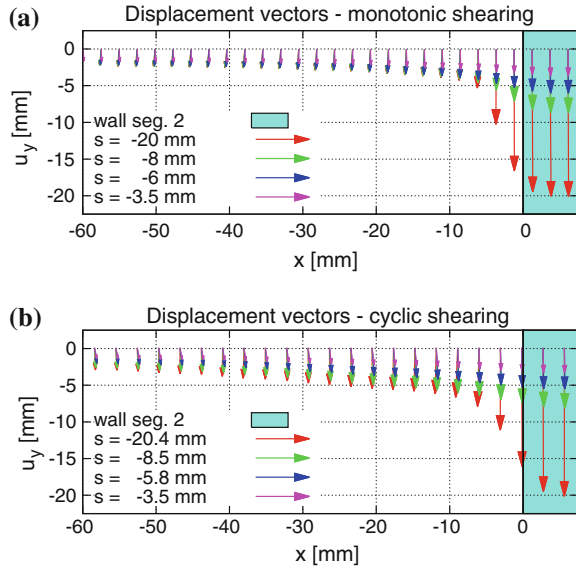 (a)
Displacement vectors - monotonic shearing
0
-5
-10
-15
-20
u_y [mm]
wall seg. 2
s = -20 mm
s = -8 mm
s = -6 mm
s = -3.5 mm
-60 -50 -40 -30 -20 -10 0
x [mm]
(b)
Displacement vectors - cyclic shearing
0
-5
-10
-15
-20
u_y [mm]
wall seg. 2
s = -20.4 mm
s = -8.5 mm
s = -5.8 mm
s = -3.5 mm
-60 -50 -40 -30 -20 -10 0
x [mm]